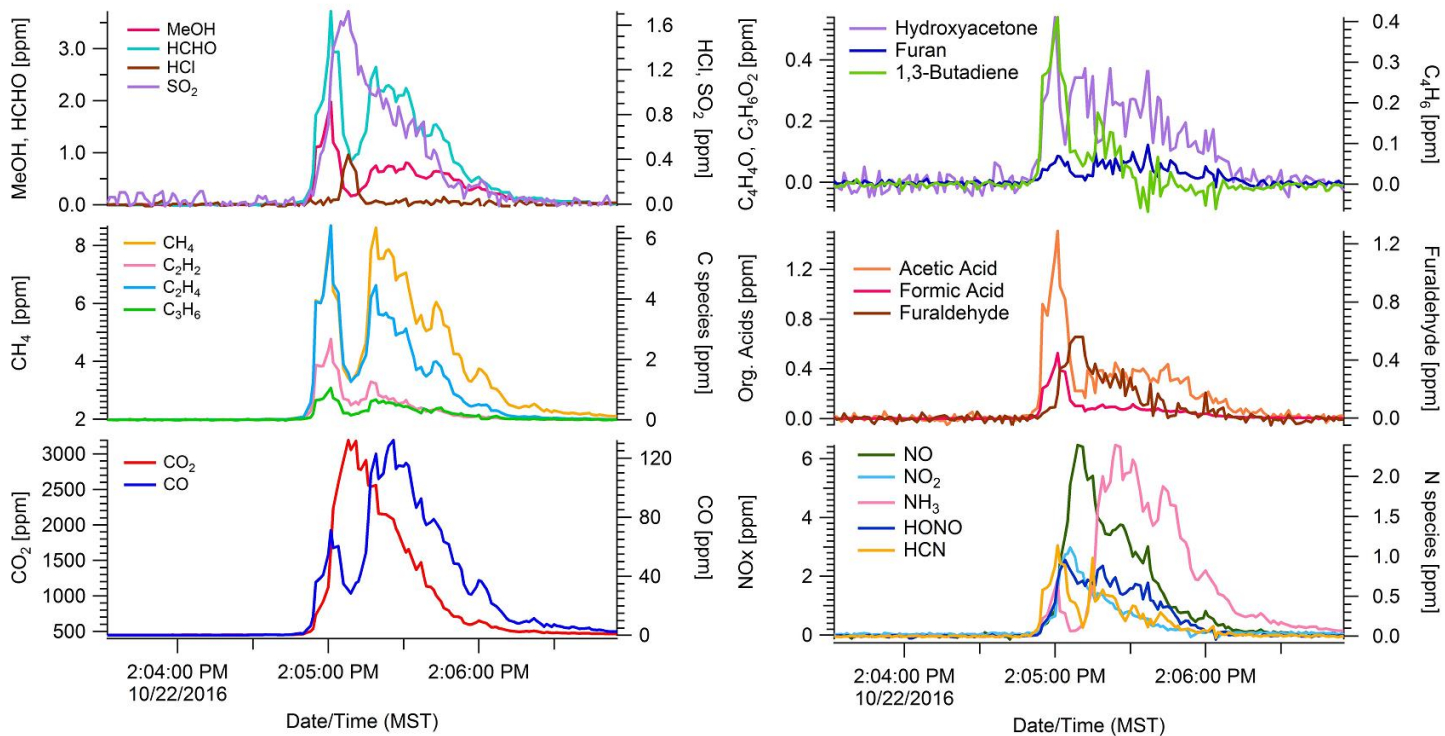 MeOH, HCHO [ppm]
3.0
2.0
1.0
0.0
MeOH
HCHO
HCl
SO₂
1.6
1.2
0.8
0.4
0.0
HCl, SO₂ [ppm]
CH₄ [ppm]
8
6
4
2
CH₄
C₂H₂
C₂H₄
C₃H₆
6
4
2
0
C species [ppm]
CO₂ [ppm]
3000
2500
2000
1500
1000
500
CO₂
CO
120
80
40
0
CO [ppm]
2:04:00 PM
10/22/2016
2:05:00 PM
2:06:00 PM
Date/Time (MST)
C₄H₄O, C₃H₆O₂ [ppm]
0.4
0.2
0.0
Hydroxyacetone
Furan
1,3-Butadiene
0.4
0.3
0.2
0.1
0.0
C₄H₆ [ppm]
Org. Acids [ppm]
1.2
0.8
0.4
0.0
Acetic Acid
Formic Acid
Furaldehyde
1.2
0.8
0.4
0.0
Furaldehyde [ppm]
NOx [ppm]
6
4
2
0
NO
NO₂
NH₃
HONO
HCN
2.0
1.5
1.0
0.5
0.0
N species [ppm]
2:04:00 PM
10/22/2016
2:05:00 PM
2:06:00 PM
Date/Time (MST)